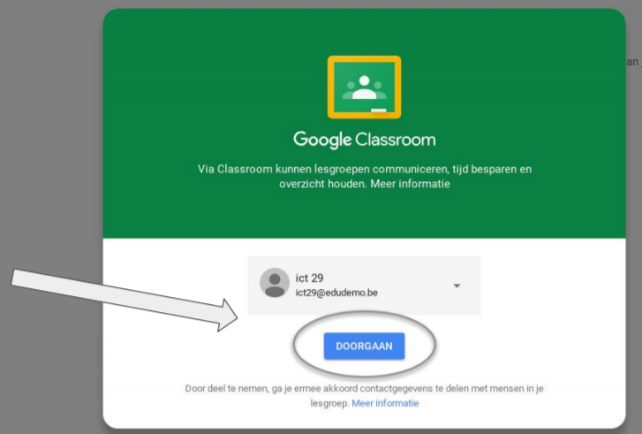 an
Google Classroom
Via Classroom kunnen lesgroepen communiceren, tijd besparen en
overzicht houden. Meer informatie
ict 29
ict29@edudemo.be
DOORGAAN
Door deel te nemen, ga je ermee akkoord contactgegevens te delen met mensen in je
lesgroep. Meer informatie